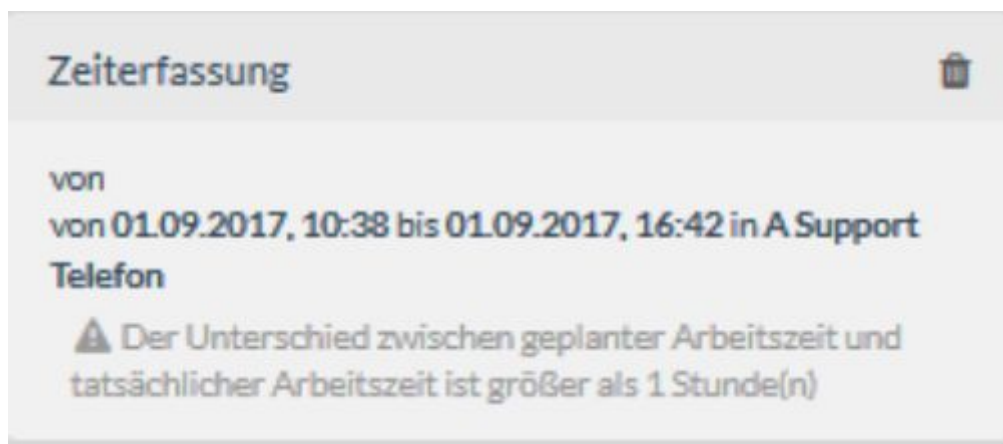 Zeiterfassung
von
von 01.09.2017, 10:38 bis 01.09.2017, 16:42 in A Support
Telefon
Der Unterschied zwischen geplanter Arbeitszeit und
tatsächlicher Arbeitszeit ist größer als 1 Stunde(n)